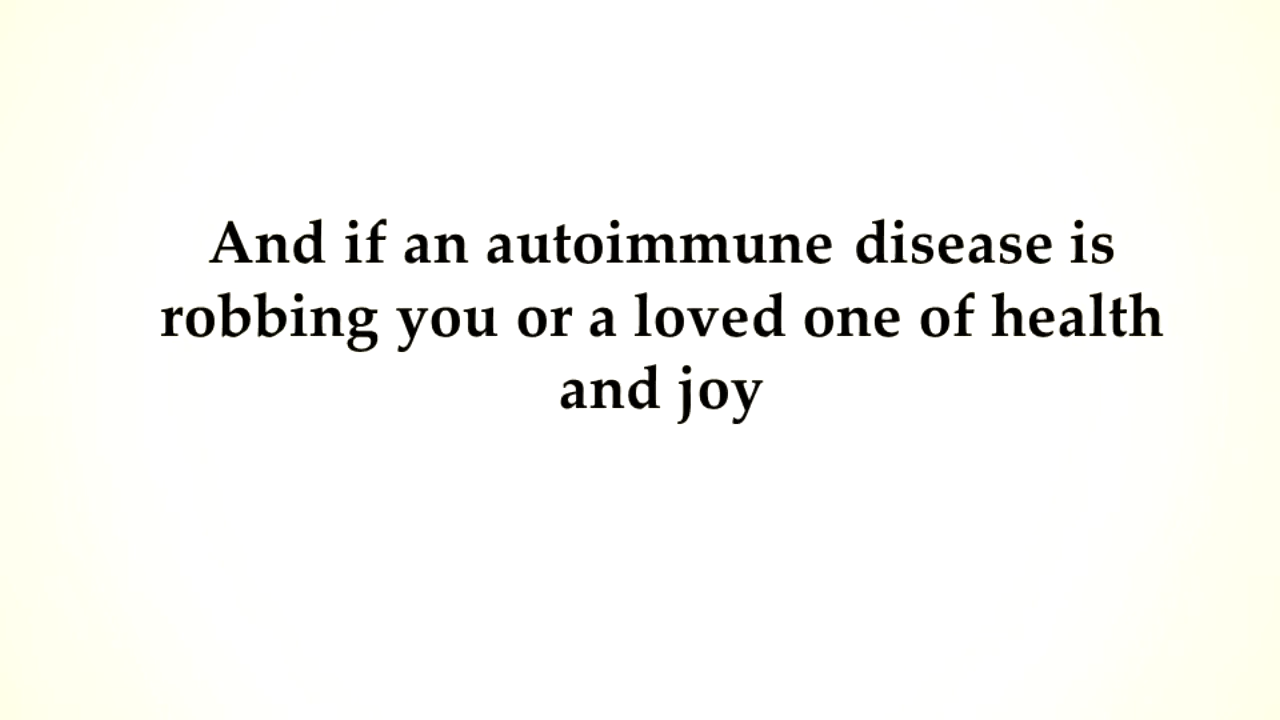 And if an autoimmune disease is
robbing you or a loved one of health
and joy